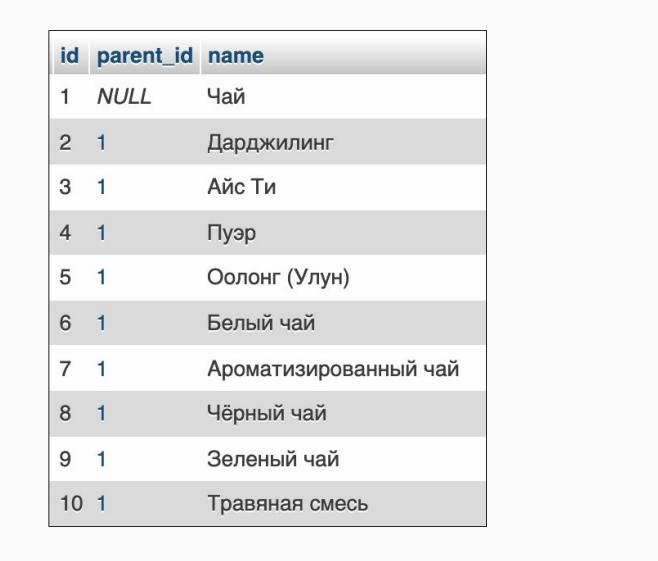 id parent_id name
1 NULL Чай
2 1 Дарджилинг
3 1 Айс Ти
4 1 Пуэр
5 1 Оолонг (Улун)
6 1 Белый чай
7 1 Ароматизированный чай
8 1 Чёрный чай
9 1 Зеленый чай
10 1 Травяная смесь